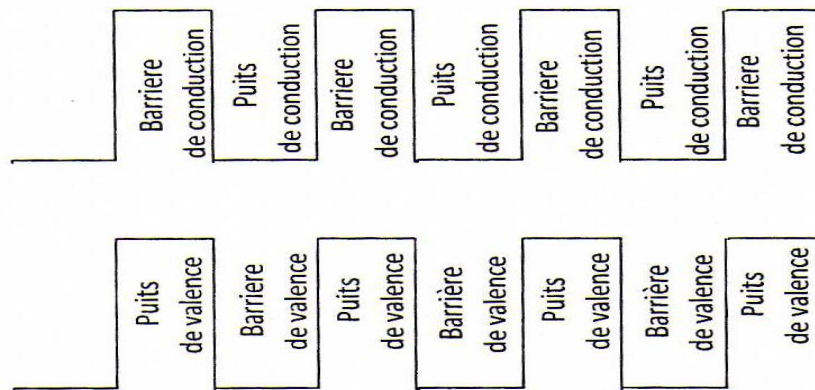 Barriere
de conduction
Puits
de conduction
Barriere
de conduction
Puits
de conduction
Barriere
de conduction
Puits
de conduction
Barriere
de conduction
Puits
de valence
Barriere
de valence
Puits
de valence
Barrière
de valence
Puits
de valence
Barrière
de valence
Puits
de valence